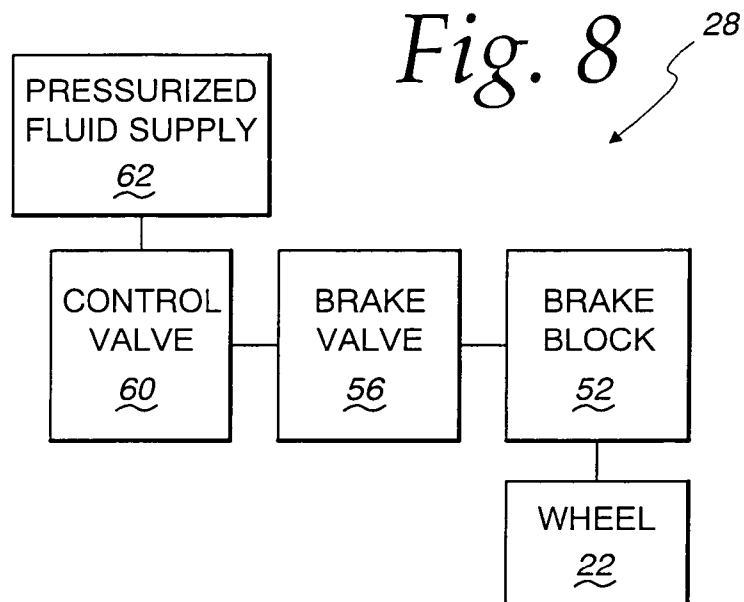 Fig. 8
28
PRESSURIZED
FLUID SUPPLY
62
CONTROL
VALVE
60
BRAKE
VALVE
56
BRAKE
BLOCK
52
WHEEL
22